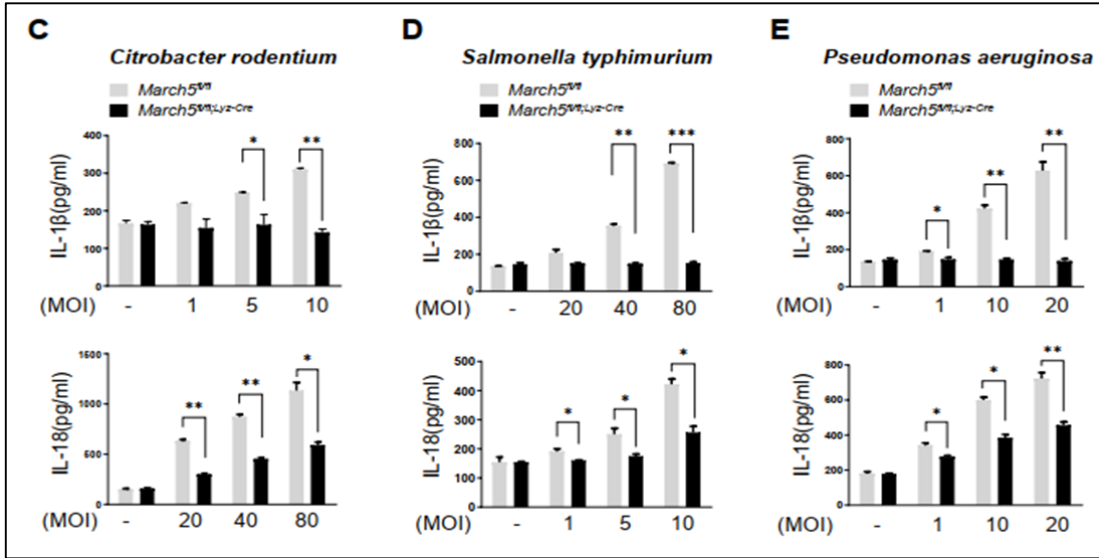 C
Citrobacter rodentium
March5fl/fl
March5fl/fl;Lyz-Cre
IL-1β(pg/ml)
400
300
200
100
0
* **
(MOI) - 1 5 10
IL-18(pg/ml)
1500
1000
500
0
** ** *
(MOI) - 20 40 80
D
Salmonella typhimurium
March5fl/fl
March5fl/fl;Lyz-Cre
IL-1β(pg/ml)
800
600
400
200
0
** ***
(MOI) - 20 40 80
IL-18(pg/ml)
500
400
300
200
100
0
* * *
(MOI) - 1 5 10
E
Pseudomonas aeruginosa
March5fl/fl
March5fl/fl;Lyz-Cre
IL-1β(pg/ml)
800
600
400
200
0
* ** **
(MOI) - 1 10 20
IL-18(pg/ml)
800
600
400
200
0
* * **
(MOI) - 1 10 20